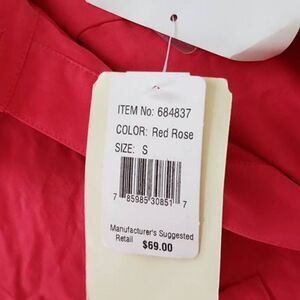 ITEM No: 684837
COLOR: Red Rose
SIZE: S
7 85985 30851 7
Manufacturer's Suggested
Retail $69.00